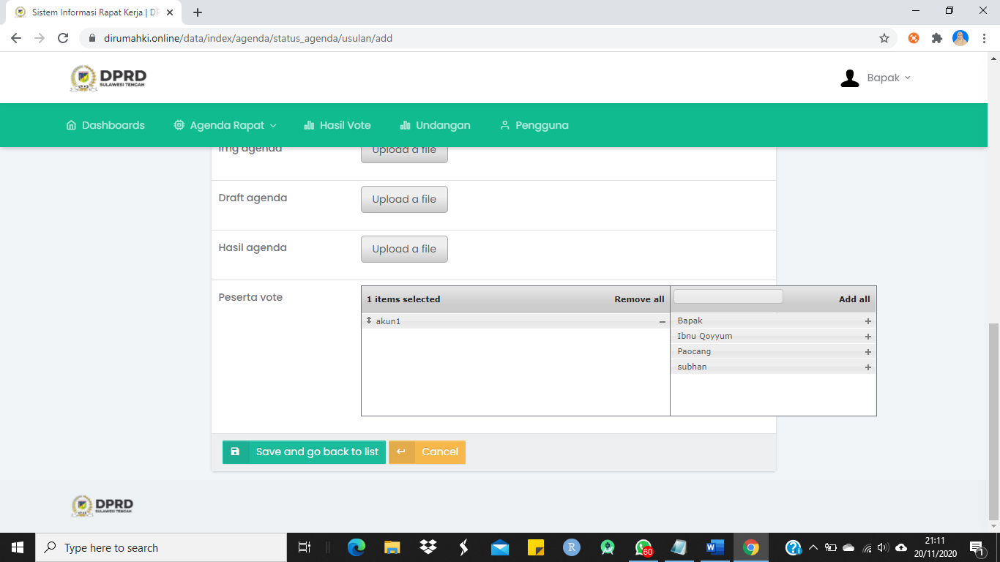 Sistem Informasi Rapat Kerja | DP
dirumahki.online/data/index/agenda/status_agenda/usulan/add
DPRD
SULAWESI TENGAH
Bapak
Dashboards
Agenda Rapat
Hasil Vote
Undangan
Pengguna
Img agenda
Upload a file
Draft agenda
Upload a file
Hasil agenda
Upload a file
Peserta vote
1 items selected
Remove all
Add all
akun1
Bapak
Ibnu Qoyyum
Paocang
subhan
Save and go back to list
Cancel
DPRD
SULAWESI TENGAH
Type here to search
R
60
W
21:11
20/11/2020
1